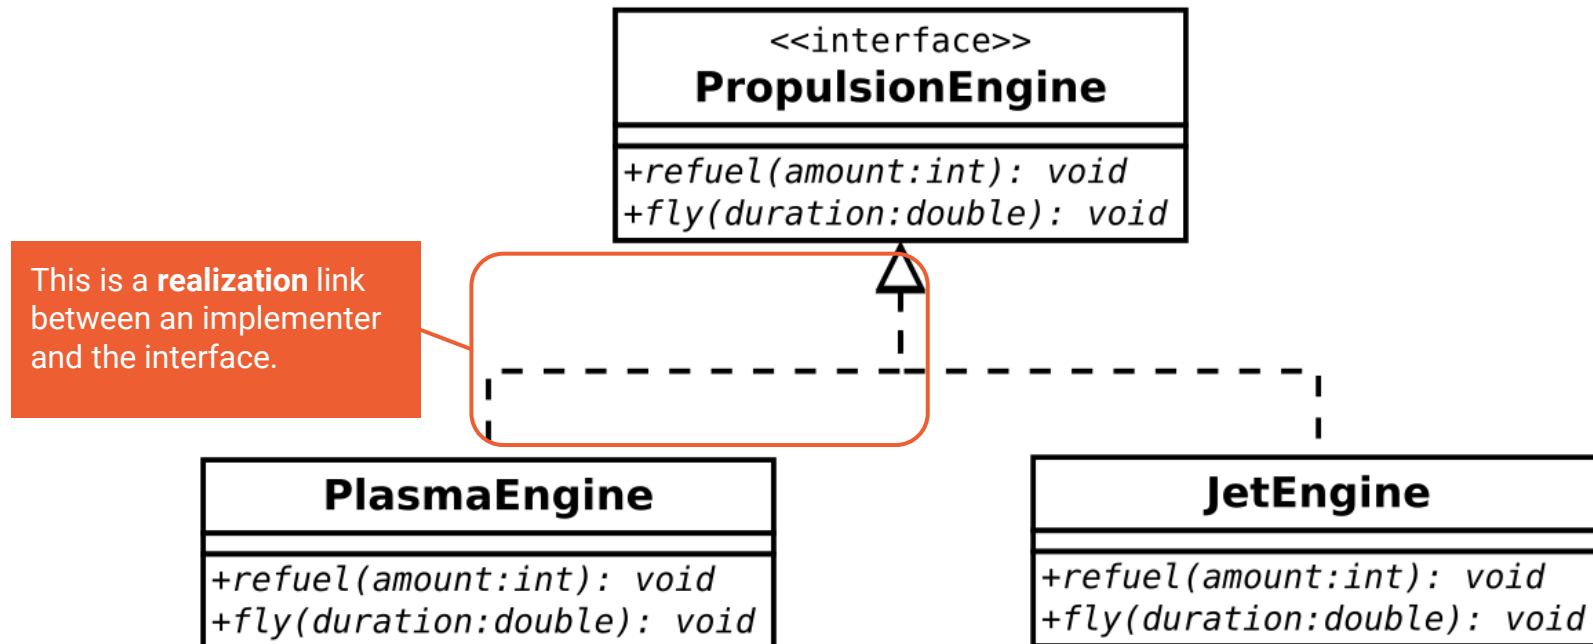 <<interface>>
PropulsionEngine
+refuel(amount:int): void
+fly(duration:double): void
This is a realization link
between an implementer
and the interface.
PlasmaEngine
+refuel(amount:int): void
+fly(duration:double): void
JetEngine
+refuel(amount:int): void
+fly(duration:double): void